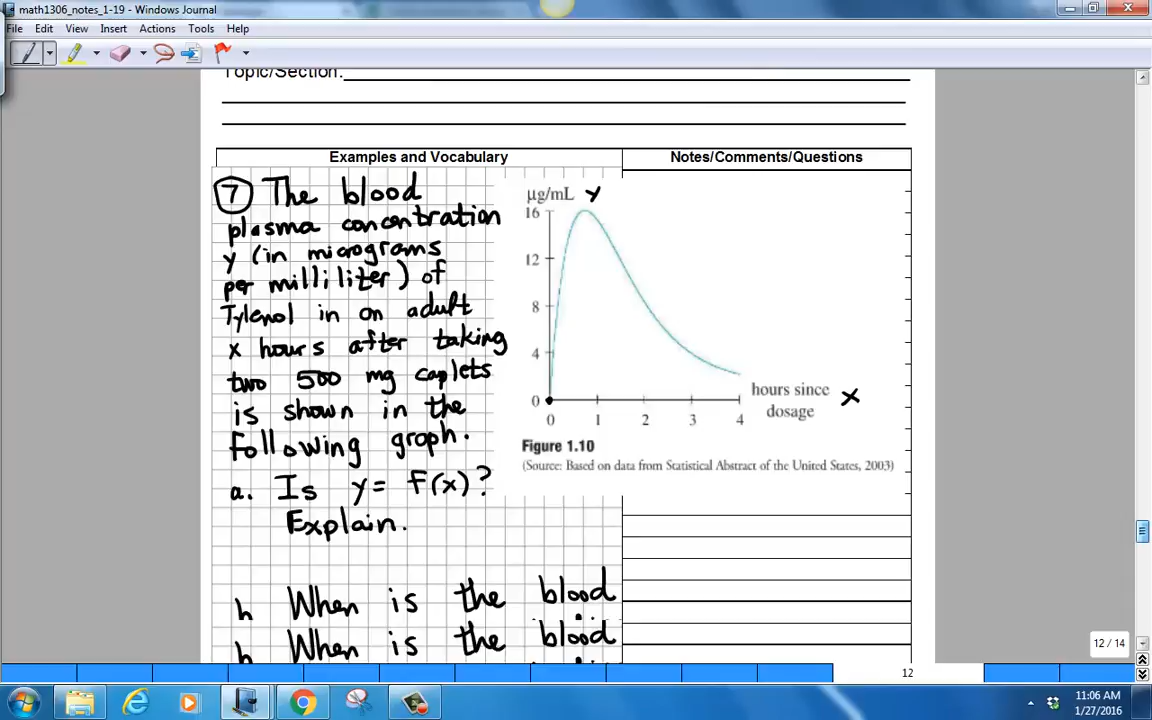 math1306_notes_1-19 - Windows Journal
File Edit View Insert Actions Tools Help
Topic/Section:
Examples and Vocabulary
Notes/Comments/Questions
7 The blood
plasma concentration
y (in micrograms
per milliliter) of
Tylenol in an adult
x hours after taking
two 500 mg caplets
is shown in the
following graph.
a. Is y = f(x)?
Explain.
b When is the blood
b When is the blood
μg/mL y
16
12
8
4
0
0 1 2 3 4
hours since
dosage x
Figure 1.10
(Source: Based on data from Statistical Abstract of the United States, 2003)
12 / 14
12
11:06 AM
1/27/2016